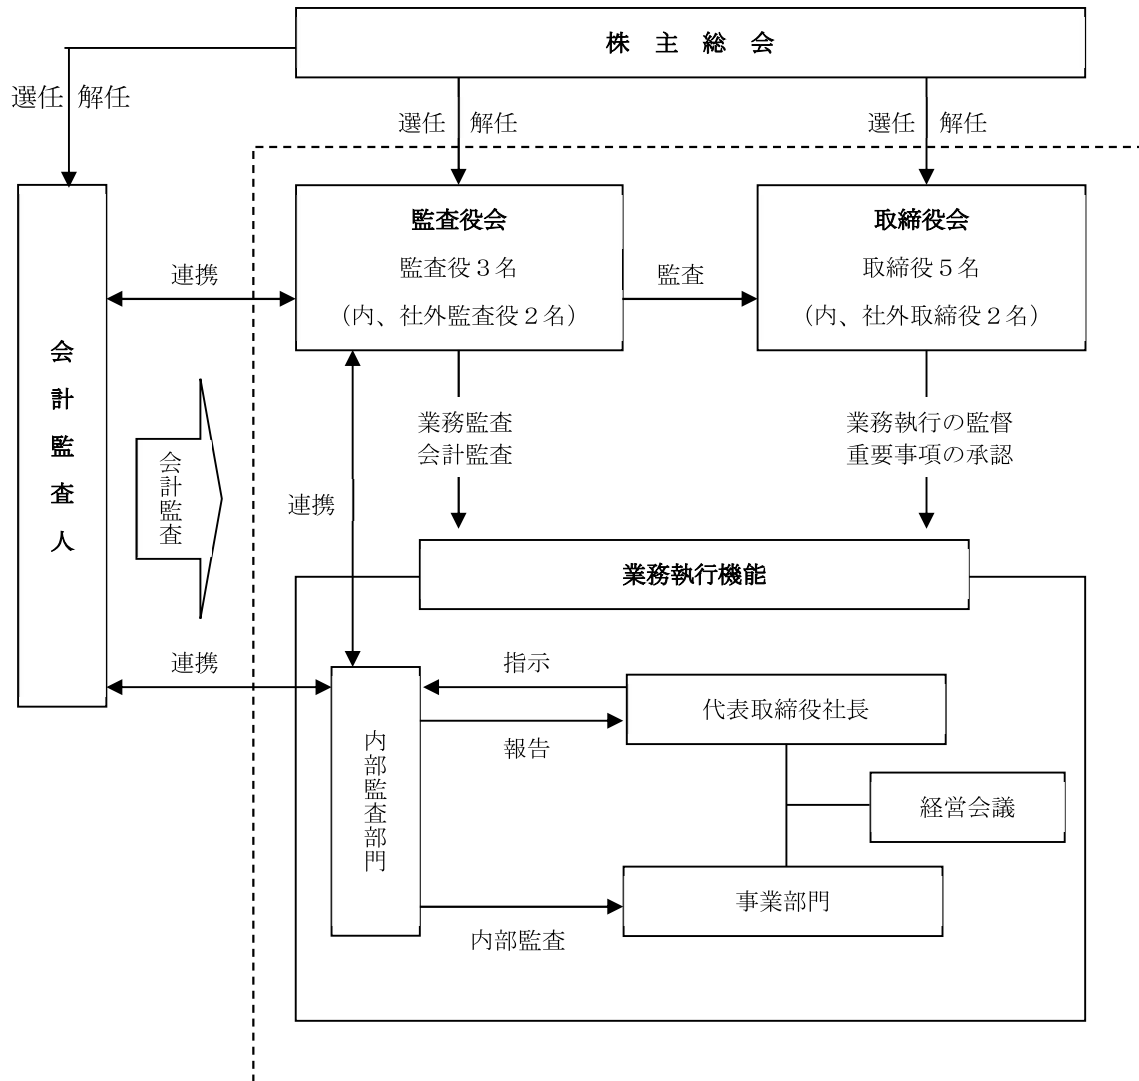 株　主　総　会
選任 解任
選任 解任
選任 解任
監査役会
監査役３名
（内、社外監査役２名）
監査
取締役会
取締役５名
（内、社外取締役２名）
連携
会計監査人
会計監査
連携
業務監査
会計監査
業務執行の監督
重要事項の承認
業務執行機能
連携
指示
代表取締役社長
報告
内部監査部門
経営会議
事業部門
内部監査